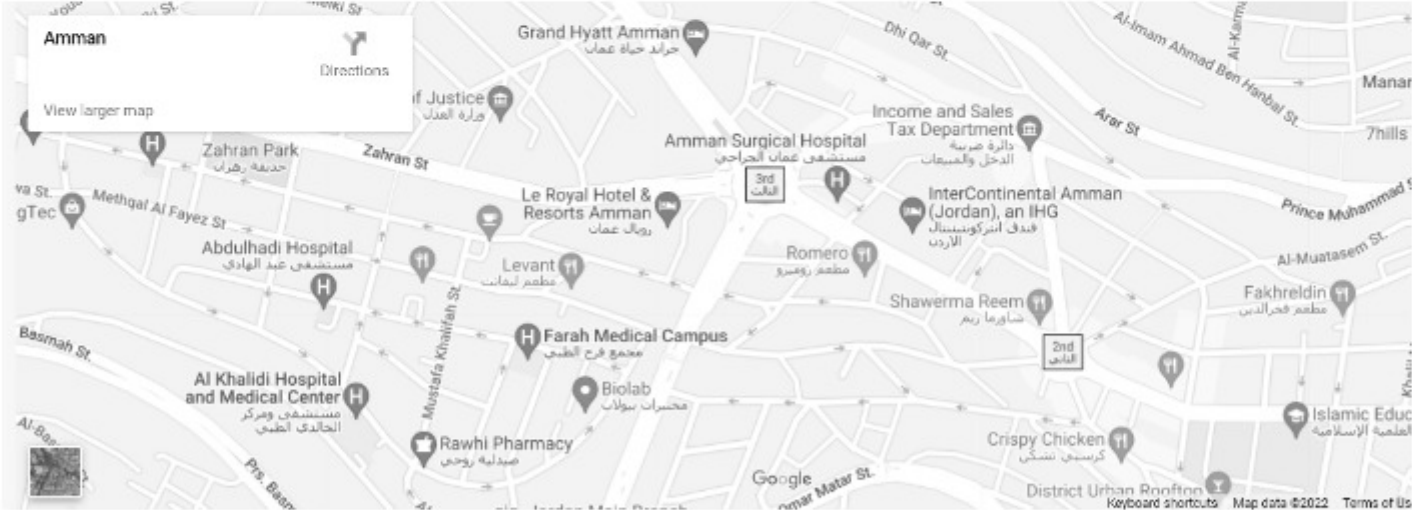 Amman
Directions
View larger map
Grand Hyatt Amman
جراند حياة عمان
Dhi Qar St.
Al-Imam Ahmad Ben Hanbal St.
Manar
7hills
of Justice
وزارة العدل
Income and Sales
Tax Department
دائرة ضريبة
الدخل والمبيعات
Arar St
Amman Surgical Hospital
مستشفى عمان الجراحي
Zahran Park
حديقة زهران
Zahran St
3rd
الثالث
Le Royal Hotel &
Resorts Amman
رويال عمان
InterContinental Amman
(Jordan), an IHG
فندق انتركونتيننتال
الأردن
Prince Muhammad S
wa St.
gTec
Methqal Al Fayez St
Al-Muatasem St.
Abdulhadi Hospital
مستشفى عبد الهادي
Levant
مطعم ليفانت
Romero
مطعم روميرو
Fakhreldin
مطعم فخرالدين
Shawerma Reem
شاورما ريم
Mustafa Khalifah St.
Basmah St.
Farah Medical Campus
مجمع فرح الطبي
2nd
الثاني
Al Khalidi Hospital
and Medical Center
مستشفى ومركز
الخالدي الطبي
Biolab
مختبرات بيولاب
Islamic Educ
العلمية الإسلامية
Rawhi Pharmacy
صيدلية روحي
Crispy Chicken
كرسبي تشكن
Prs. Basm
Google
Omar Matar St.
District Urban Rooftop
Keyboard shortcuts
Map data ©2022
Terms of Us